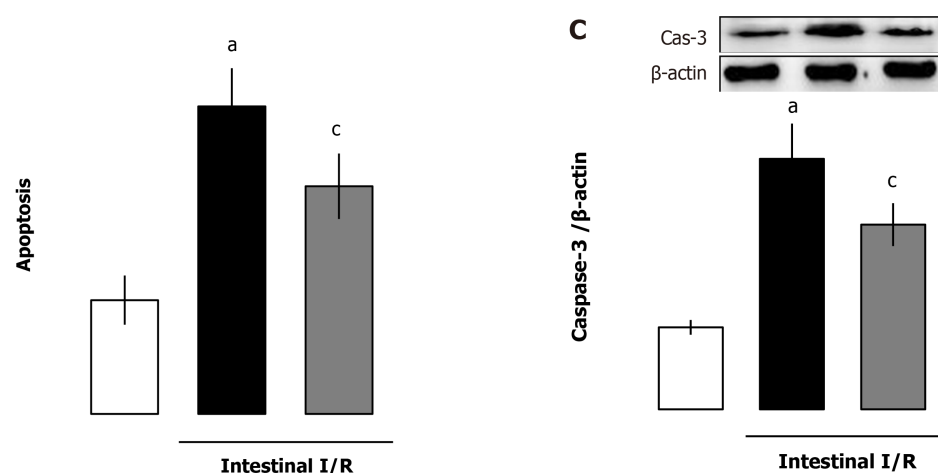 a
c
Apoptosis
Intestinal I/R
C
Cas-3
β-actin
a
c
Caspase-3 /β-actin
Intestinal I/R